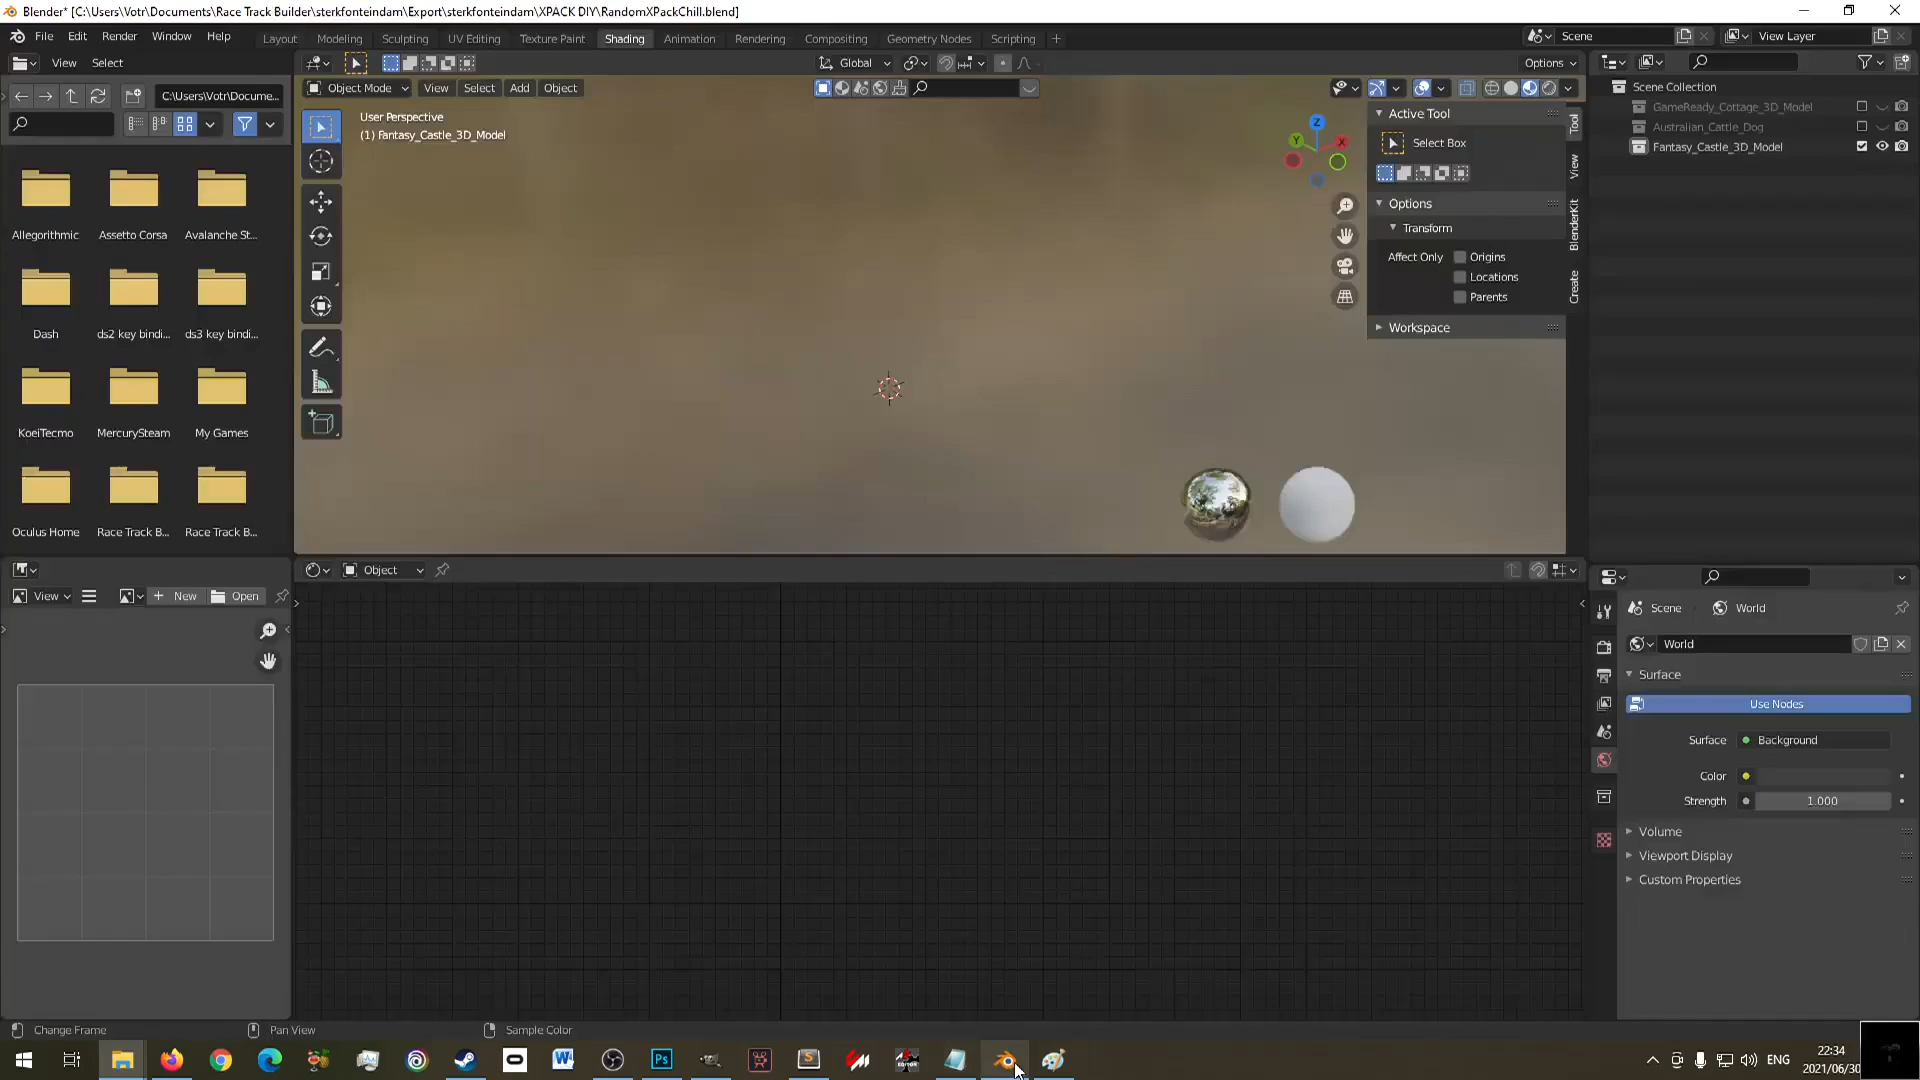 Blender* [C:\Users\Votr\Documents\Race Track Builder\sterkfonteindam\Export\sterkfonteindam\XPACK DIY\RandomXPackChill.blend]
File Edit Render Window Help
Layout Modeling Sculpting UV Editing Texture Paint Shading Animation Rendering Compositing Geometry Nodes Scripting +
Scene
View Layer
View Select
Global
Options
C:\Users\Votr\Docume...
Object Mode View Select Add Object
User Perspective
(1) Fantasy_Castle_3D_Model
Z
Y
X
Active Tool
Select Box
Options
Transform
Affect Only Origins
Locations
Parents
Workspace
Tool
View
BlenderKit
Create
Scene Collection
GameReady_Cottage_3D_Model
Australian_Cattle_Dog
Fantasy_Castle_3D_Model
Allegorithmic Assetto Corsa Avalanche St...
Dash ds2 key bindi... ds3 key bindi...
KoeiTecmo MercurySteam My Games
Oculus Home Race Track B... Race Track B...
Object
View New Open
Scene World
World
Surface
Use Nodes
Surface Background
Color
Strength 1.000
Volume
Viewport Display
Custom Properties
Change Frame Pan View Sample Color
W
Ps
S
EDITOR
ENG
22:34
2021/06/30